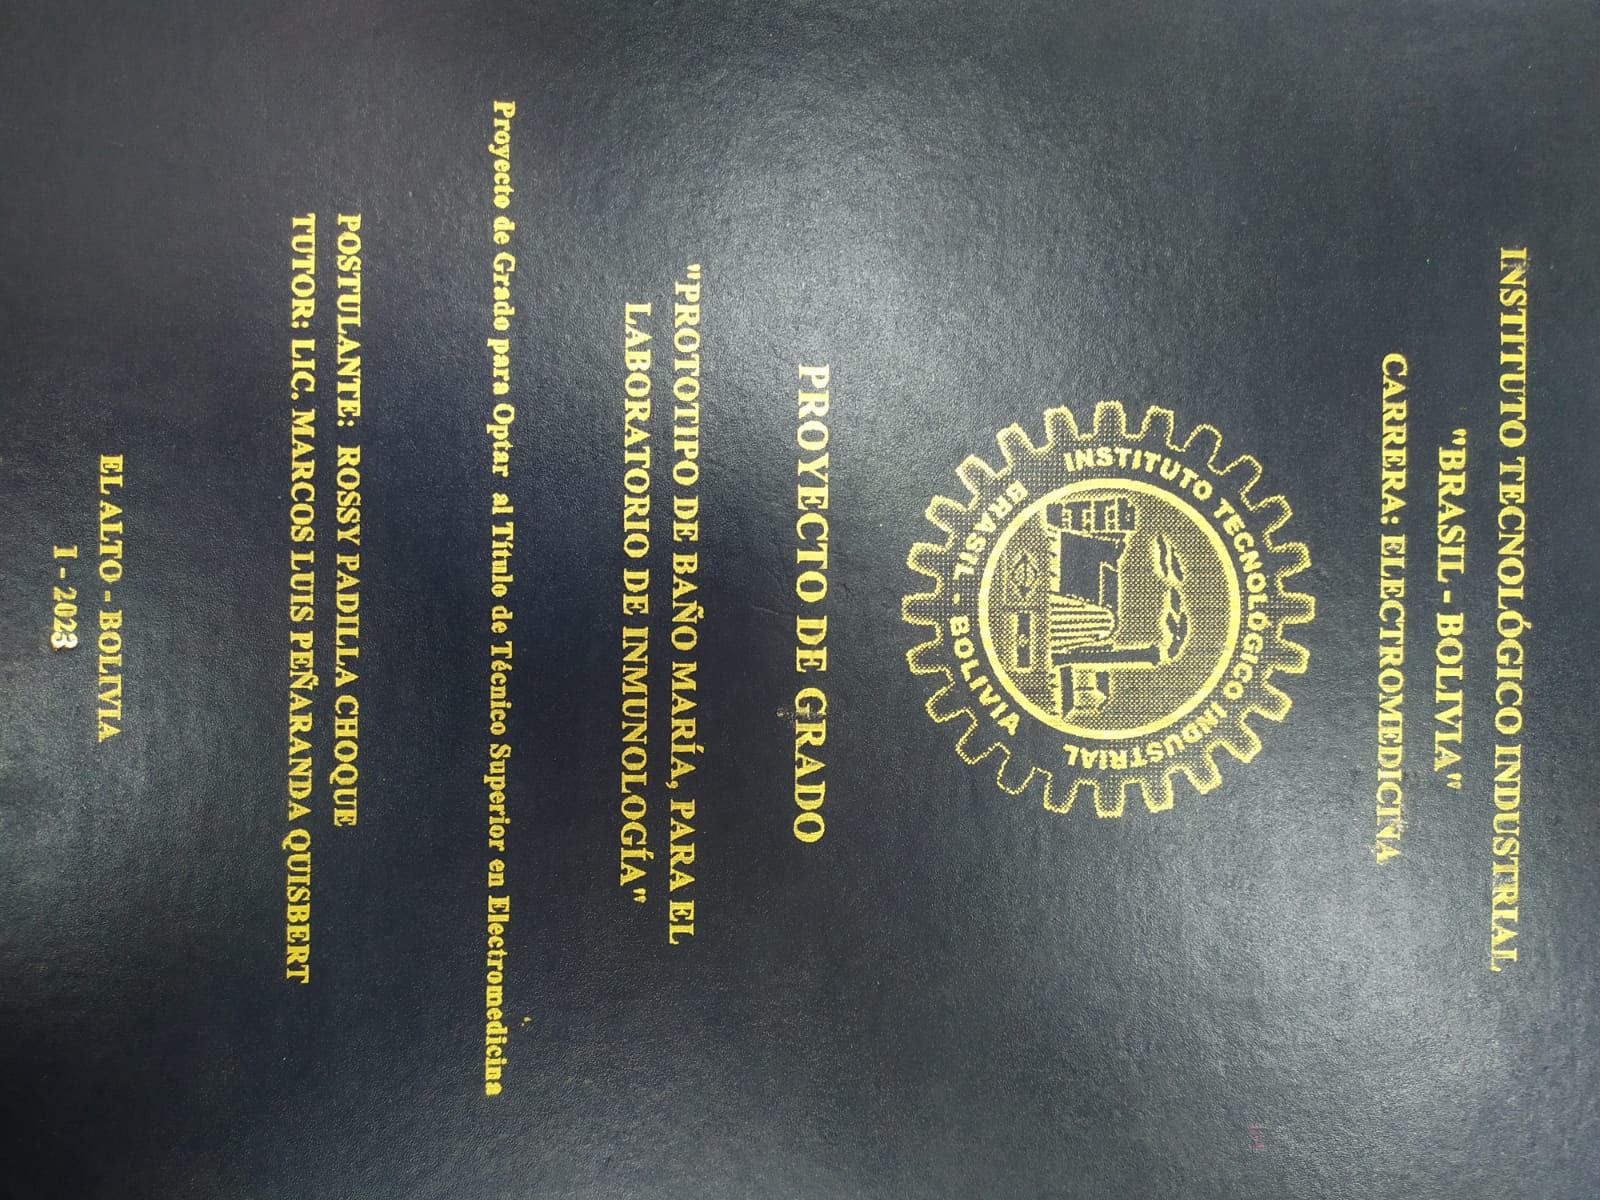 INSTITUTO TECNOLÓGICO INDUSTRIAL
"BRASIL - BOLIVIA"
CARRERA: ELECTROMEDICINA
INSTITUTO TECNOLÓGICO INDUSTRIAL
BRASIL - BOLIVIA
PROYECTO DE GRADO
"PROTOTIPO DE BAÑO MARÍA, PARA EL
LABORATORIO DE INMUNOLOGÍA"
Proyecto de Grado para Optar al Título de Técnico Superior en Electromedicina
POSTULANTE: ROSSY PADILLA CHOQUE
TUTOR: LIC. MARCOS LUIS PEÑARANDA QUISBERT
EL ALTO - BOLIVIA
I - 2023